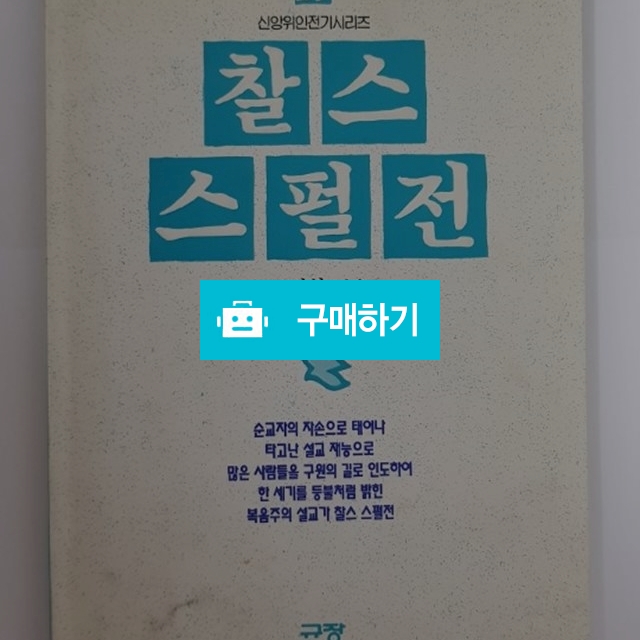 신앙위인전기시리즈
찰스
스펄전
구매하기
순교자의 자손으로 태어나
타고난 설교 재능으로
많은 사람들을 구원의 길로 인도하여
한 세기를 등불처럼 밝힌
복음주의 설교가 찰스 스펄전
규장